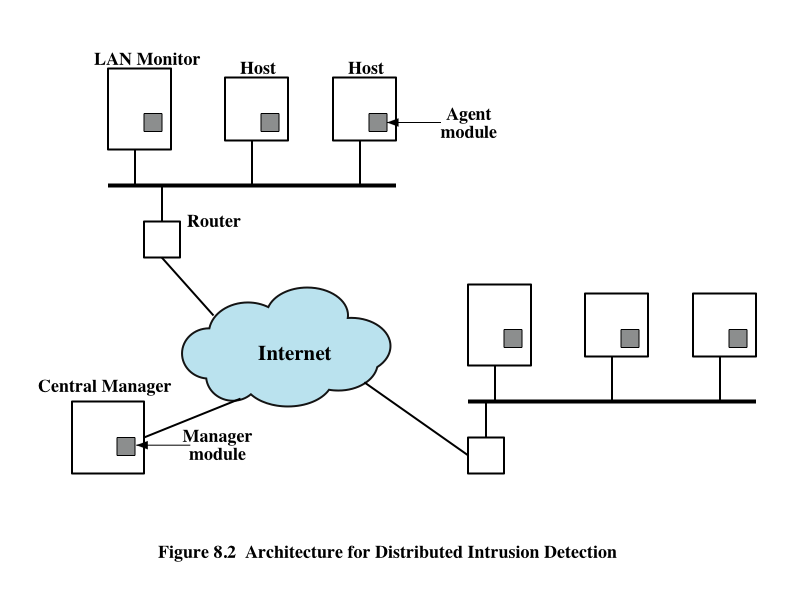 LAN Monitor
Host
Host
Agent
module
Router
Internet
Central Manager
Manager
module
Figure 8.2  Architecture for Distributed Intrusion Detection